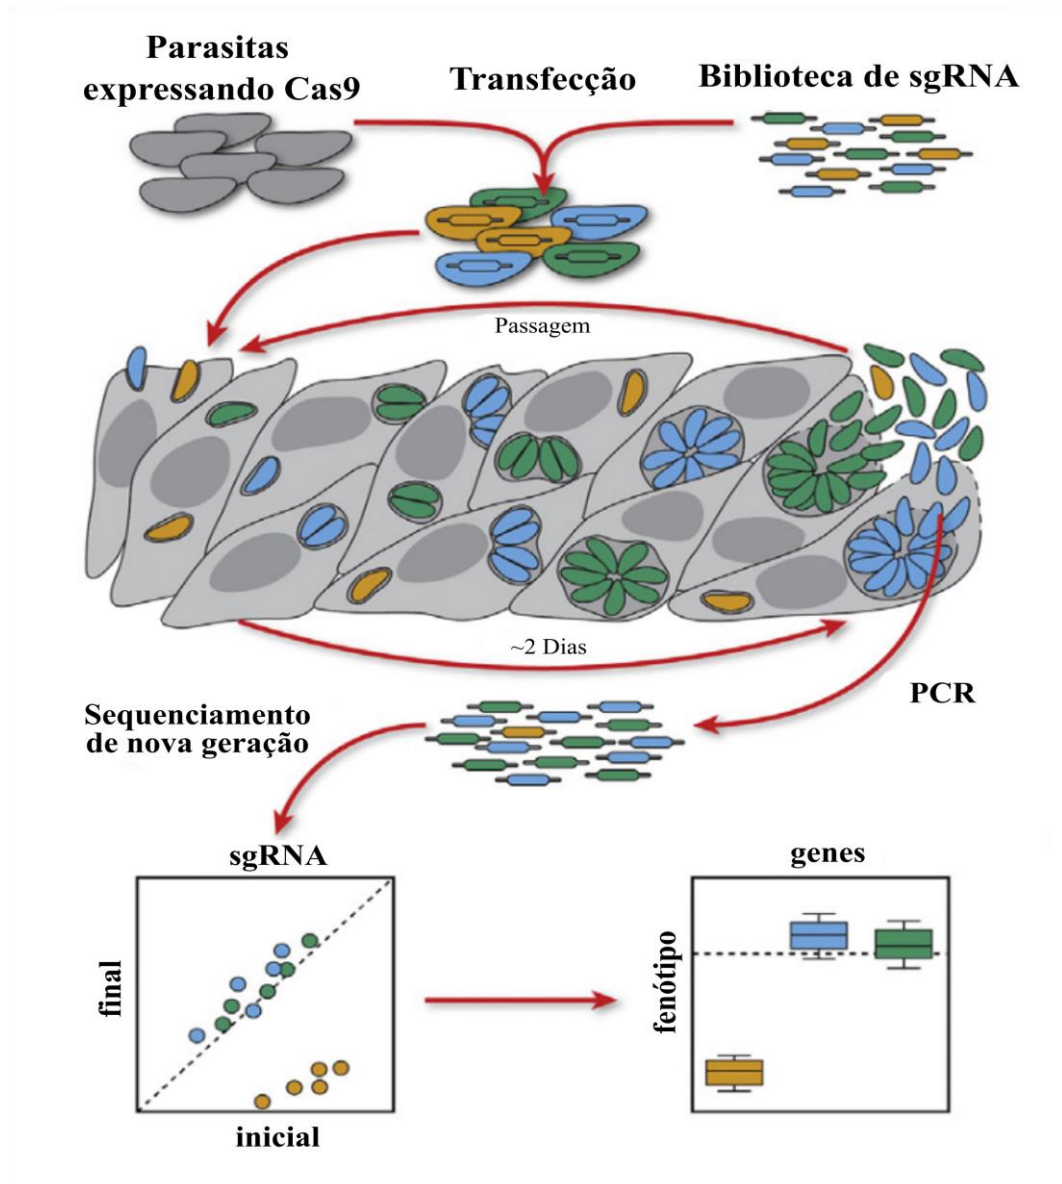 Parasitas
expressando Cas9
Transfecção
Biblioteca de sgRNA
Passagem
~2 Dias
PCR
Sequenciamento
de nova geração
sgRNA
final
inicial
genes
fenótipo